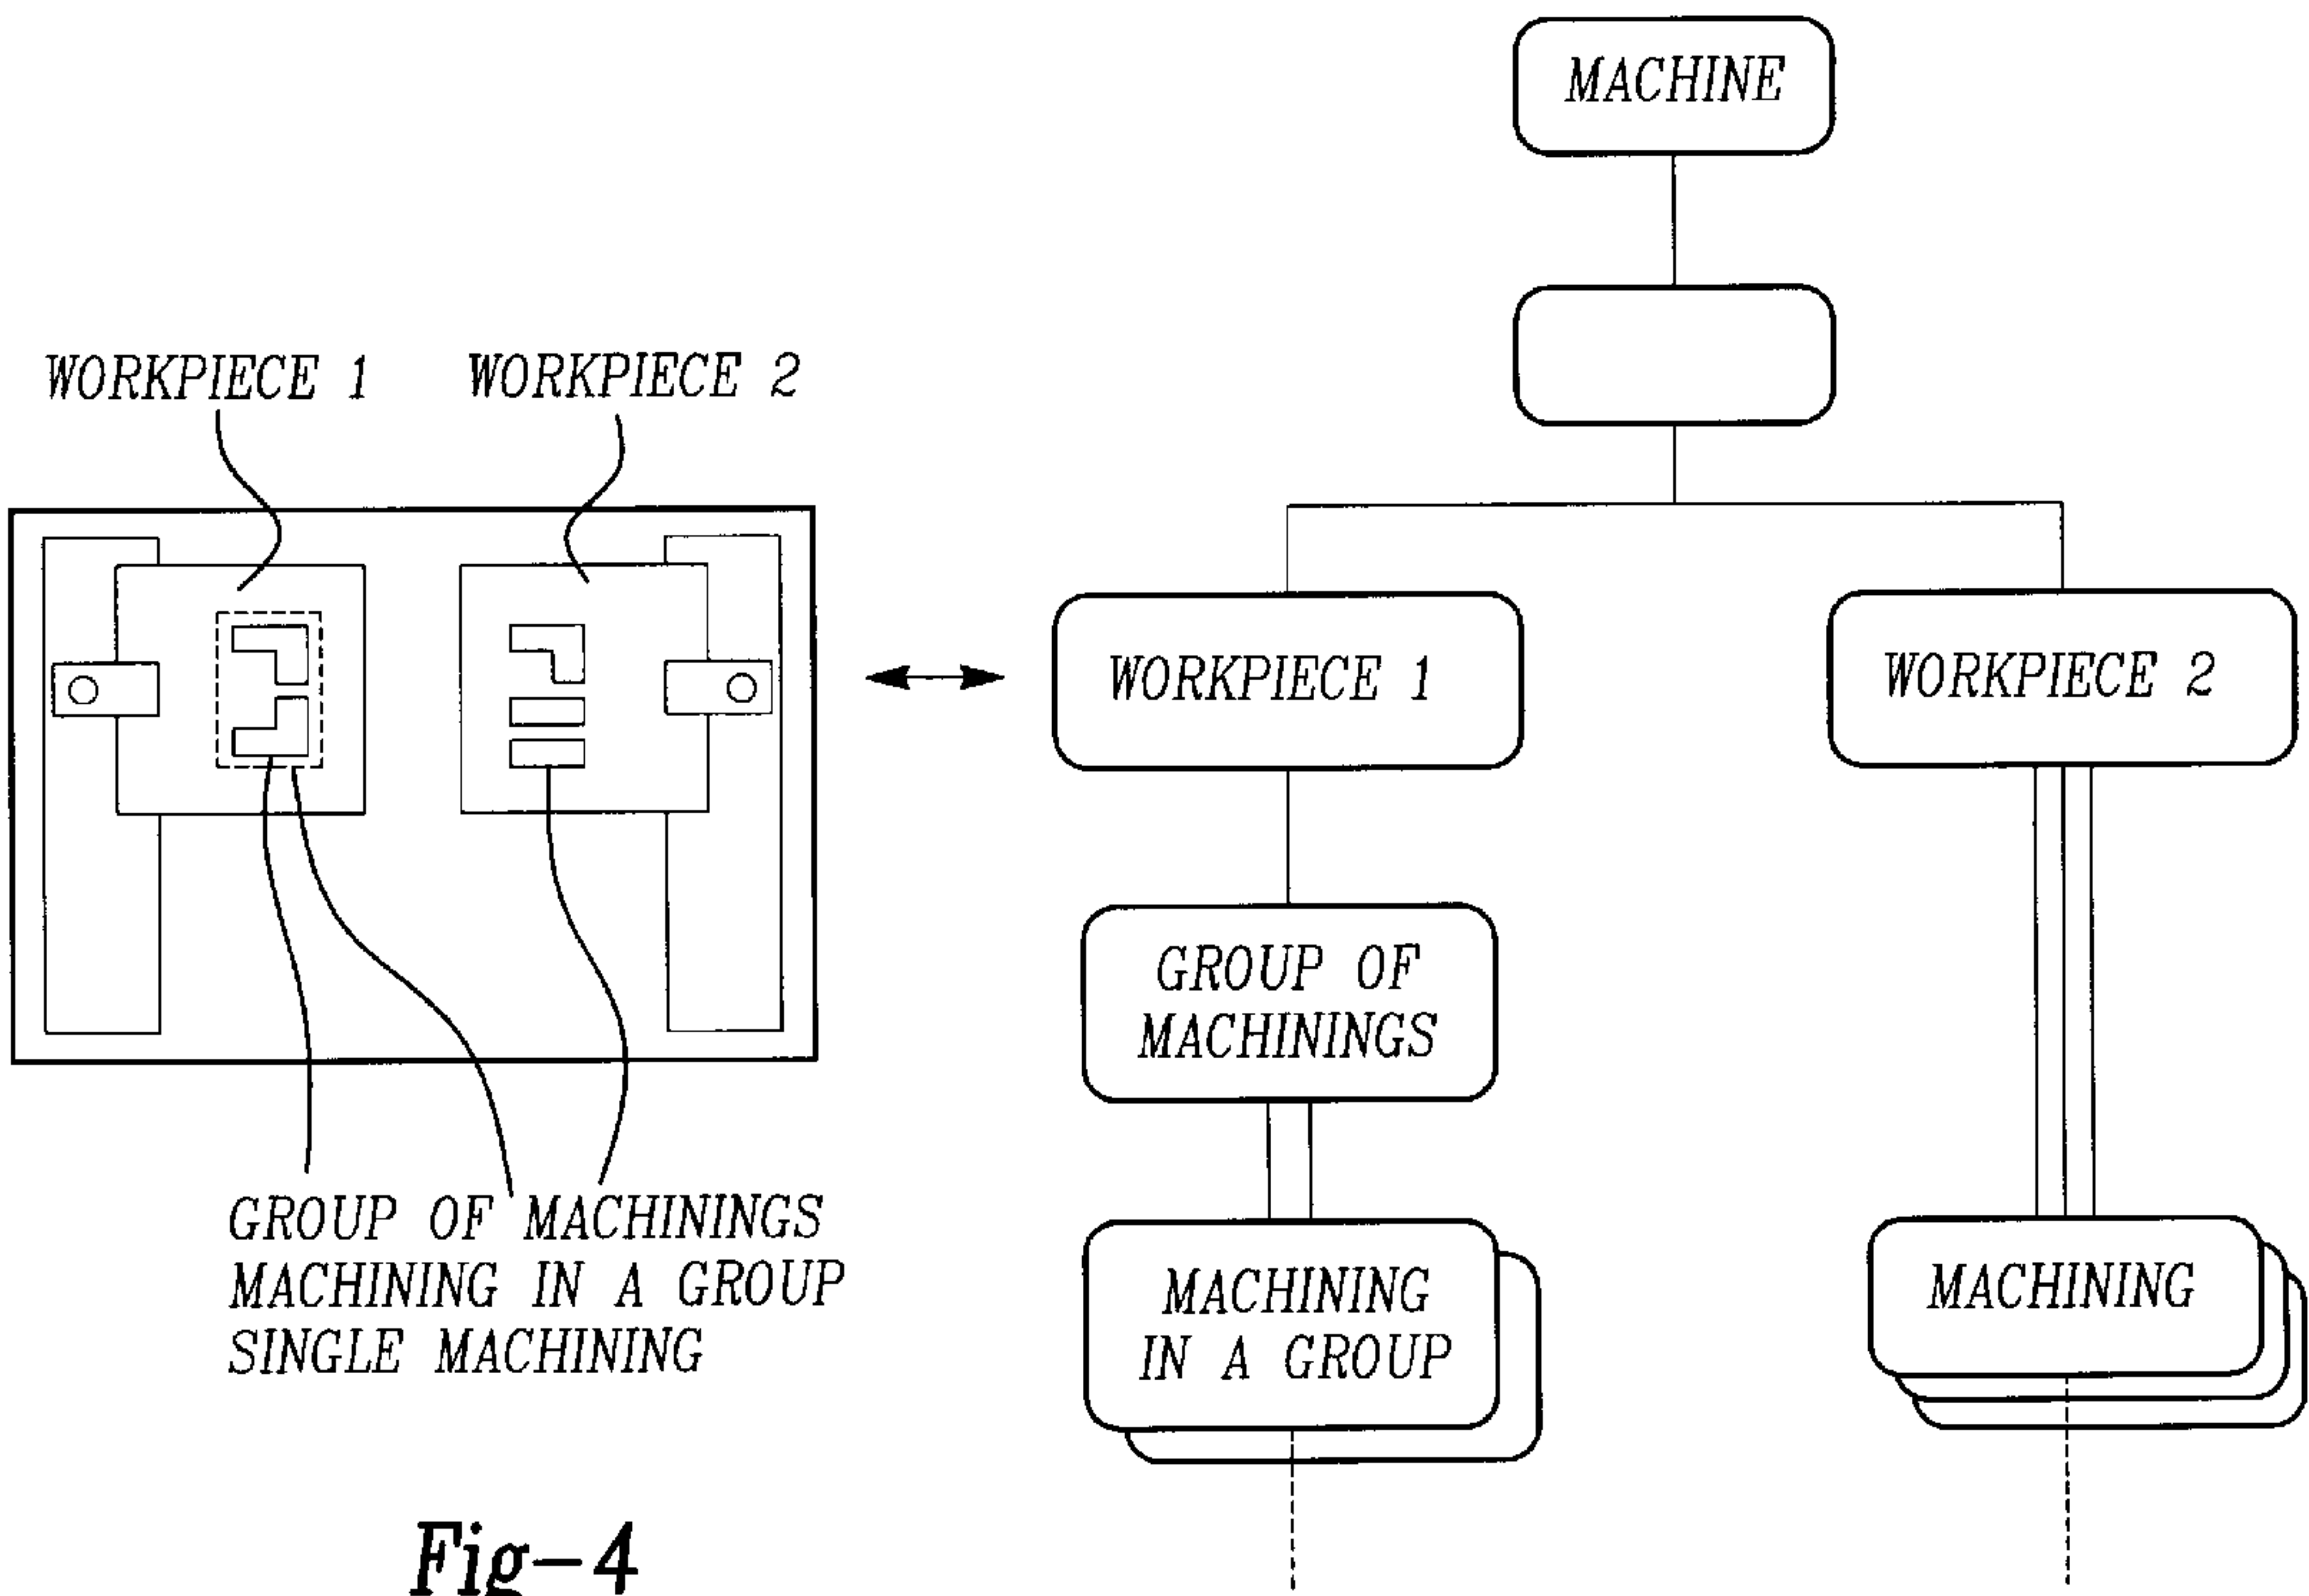 MACHINE
WORKPIECE 1
WORKPIECE 2
WORKPIECE 1
WORKPIECE 2
GROUP OF
MACHININGS
GROUP OF MACHININGS
MACHINING IN A GROUP
SINGLE MACHINING
MACHINING
IN A GROUP
MACHINING
Fig-4